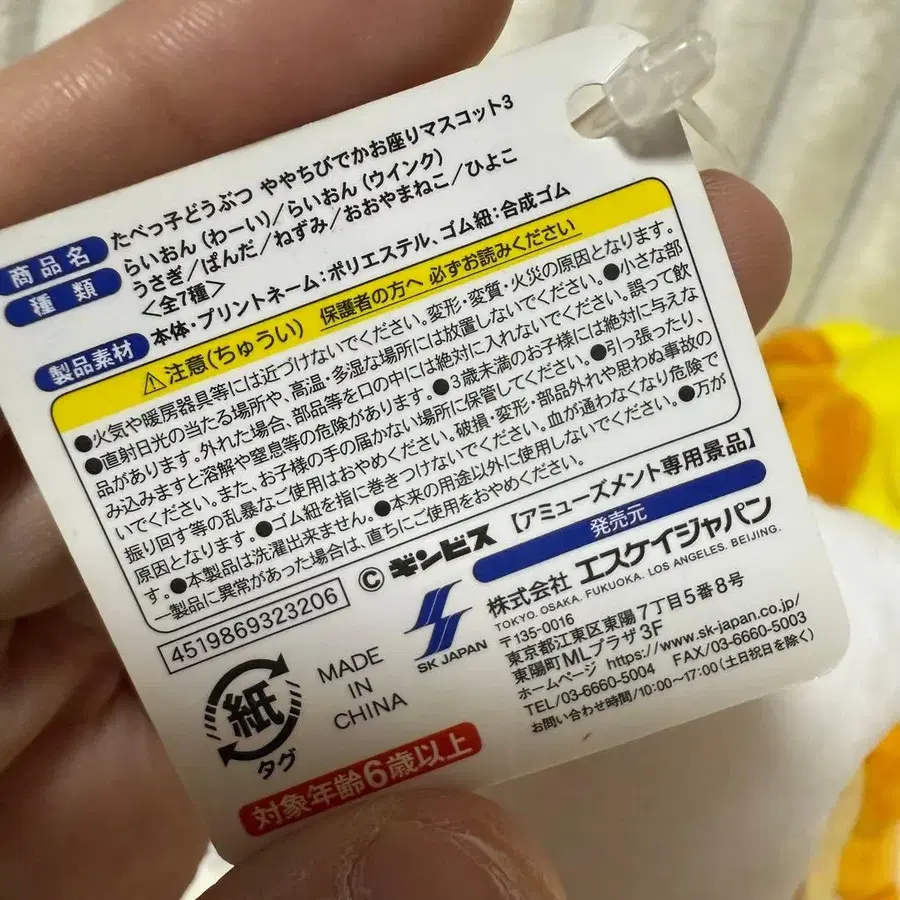 商品名 たべっ子どうぶつ ややちびでかお座りマスコット3
種類 らいおん(わーい)/らいおん(ウインク)
うさぎ/ぱんだ/ねずみ/おおやまねこ/ひよこ
<全7種>
製品素材 本体・プリントネーム:ポリエステル、ゴム紐:合成ゴム
⚠注意(ちゅうい) 保護者の方へ 必ずお読みください
●火気や暖房器具等には近づけないでください。変形・変質・火災の原因となります。
●直射日光の当たる場所や、高温・多湿な場所には放置しないでください。●小さな部
品があります。外れた場合、部品等を口の中には絶対に入れないでください。誤って飲
み込みますと溶解や窒息等の危険があります。●3歳未満のお子様には絶対に与えな
いでください。また、お子様の手の届かない場所に保管してください。●引っ張ったり、
振り回す等の乱暴なご使用はおやめください。破損・変形・部品外れや思わぬ事故の
原因となります。●ゴム紐を指に巻きつけないでください。血が通わなくなり危険で
す。●本製品は洗濯出来ません。●本来の用途以外に使用しないでください。●万が
一製品に異常があった場合は、直ちにご使用をおやめください。
4519869323206
©ギンビス 【アミューズメント専用景品】
発売元
SK JAPAN
株式会社 エスケイジャパン
TOKYO. OSAKA. FUKUOKA. LOS ANGELES. BEIJING.
〒135-0016
東京都江東区東陽7丁目5番8号
東陽町MLプラザ3F
ホームページ https://www.sk-japan.co.jp/
TEL/03-6660-5004 FAX/03-6660-5003
お問い合わせ時間/10:00~17:00(土日祝日を除く)
紙
タグ
MADE
IN
CHINA
対象年齢6歳以上